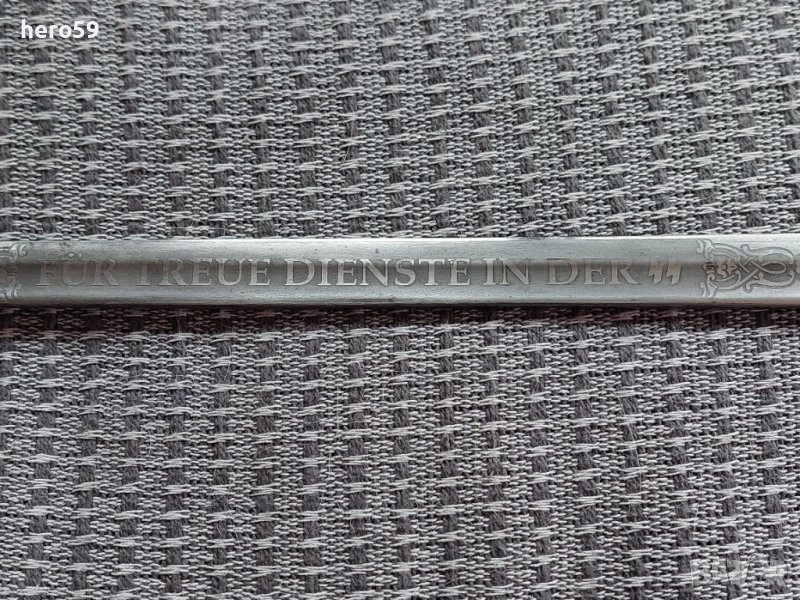 hero59
FÜR TREUE DIENSTE IN DER ᛋᛋ